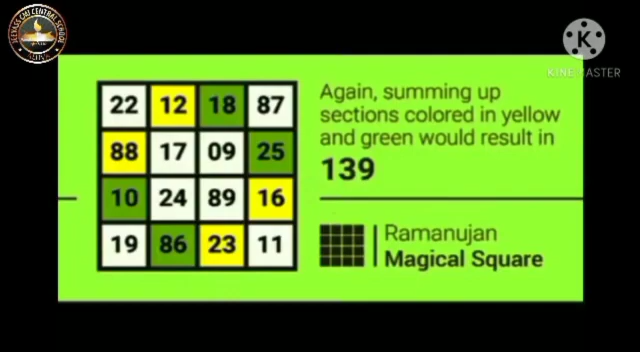 K
KINEMASTER
22 12 18 87
88 17 09 25
10 24 89 16
19 86 23 11
Again, summing up
sections colored in yellow
and green would result in
139
Ramanujan
Magical Square